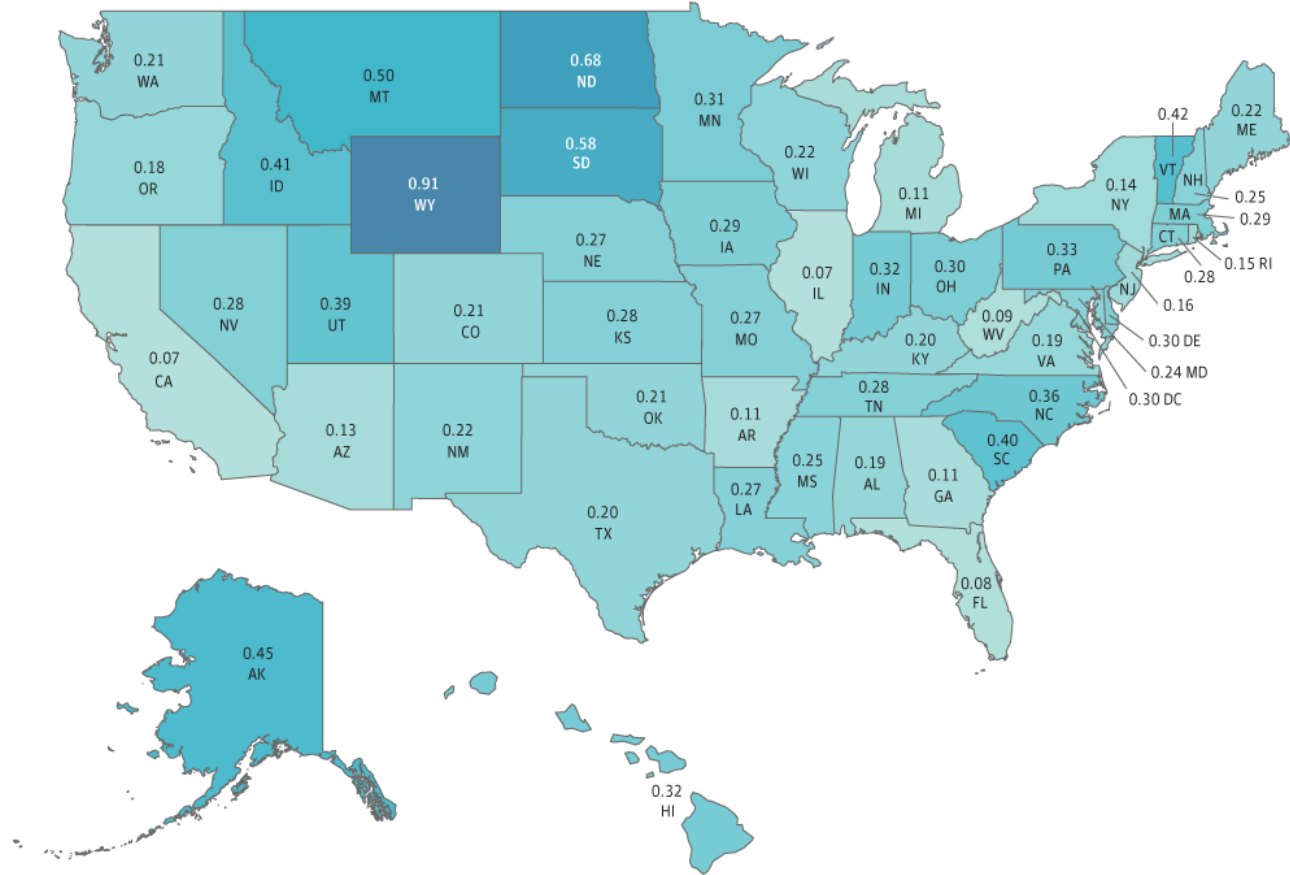 0.21
WA
0.50
MT
0.68
ND
0.31
MN
0.18
OR
0.41
ID
0.91
WY
0.58
SD
0.22
WI
0.11
MI
0.42
VT
0.22
ME
NH
0.25
0.14
NY
MA
0.29
CT
0.28
0.15 RI
0.07
CA
0.28
NV
0.39
UT
0.21
CO
0.27
NE
0.29
IA
0.07
IL
0.32
IN
0.30
OH
0.33
PA
NJ
0.16
0.28
KS
0.27
MO
0.20
KY
0.09
WV
0.19
VA
0.30 DE
0.24 MD
0.30 DC
0.13
AZ
0.22
NM
0.21
OK
0.11
AR
0.28
TN
0.36
NC
0.40
SC
0.20
TX
0.27
LA
0.25
MS
0.19
AL
0.11
GA
0.08
FL
0.45
AK
0.32
HI